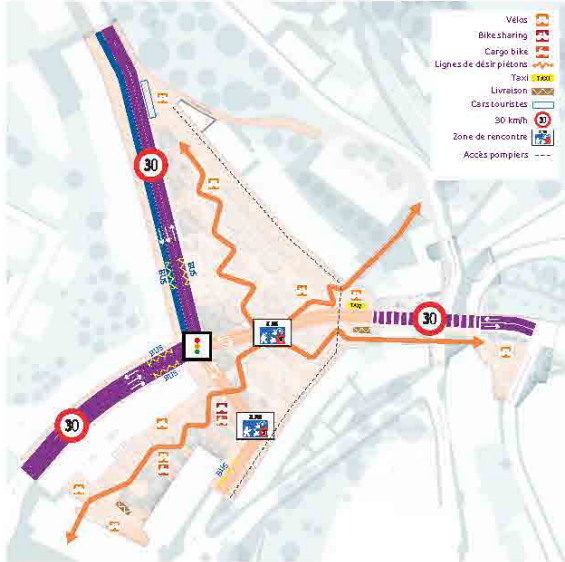 Vélos
Bike sharing
Cargo bike
Lignes de désir piétons
Taxi TAXI
Livraison
Cars touristes
30 km/h 30
Zone de rencontre
Accès pompiers
30
BUS
BUS
TAXI
30
BUS
BUS
30
BUS